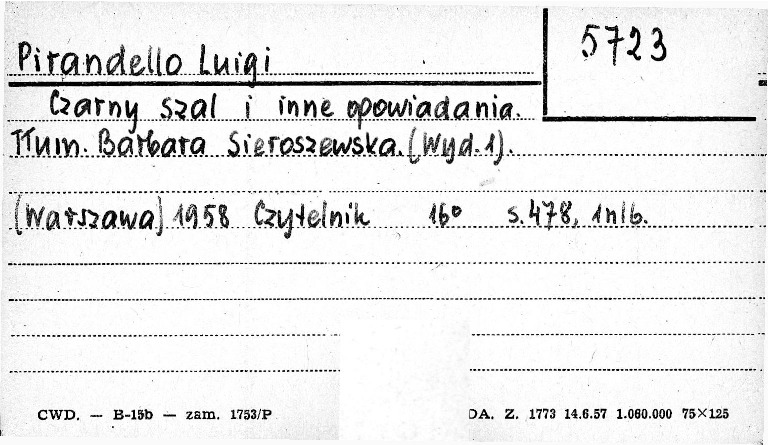 5723
Pirandello Luigi
Czarny szal i inne opowiadania.
Tłum. Barbara Sieroszewska. (Wyd. 1).
[Warszawa] 1958 Czytelnik 16° s. 478, 1 nlb.
CWD. — B-15b — zam. 1753/P DA. Z. 1773 14.6.57 1.060.000 75×125